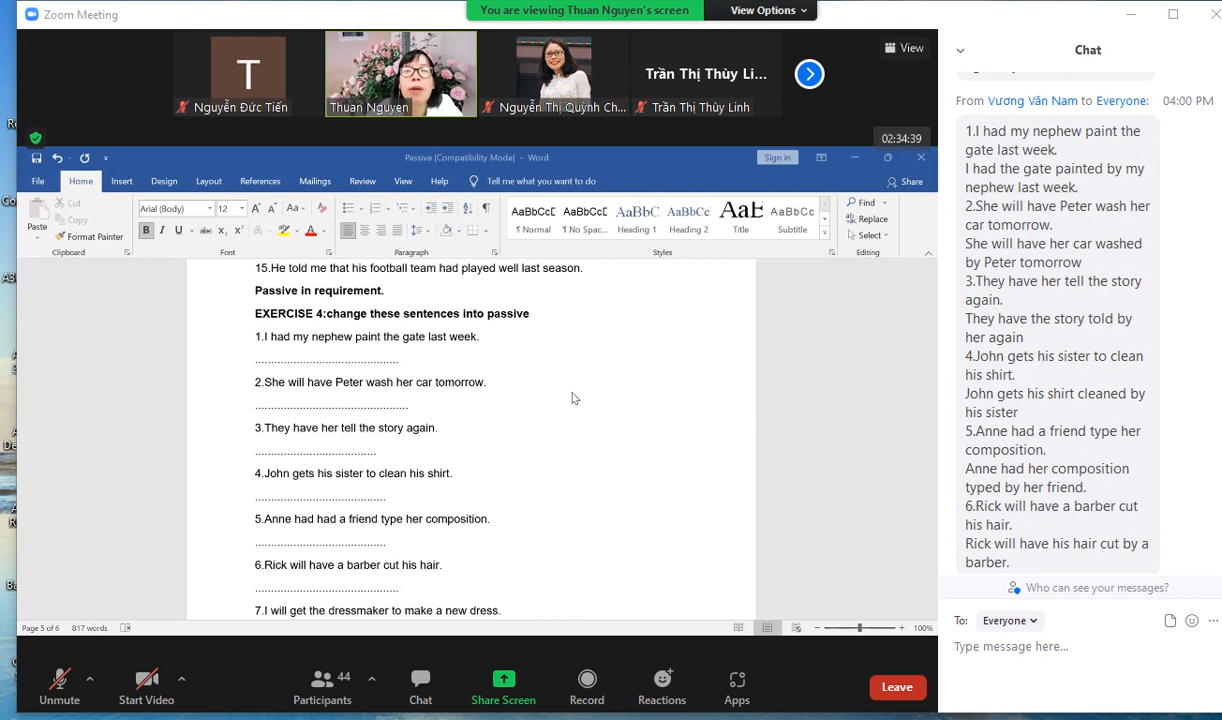 Zoom Meeting
You are viewing Thuan Nguyen's screen
View Options
View
T
Nguyễn Đức Tiến
Thuan Nguyen
Nguyễn Thị Quỳnh Ch...
Trần Thị Thùy Li...
Trần Thị Thùy Linh
02:34:39
Passive [Compatibility Mode] - Word
Sign in
File Home Insert Design Layout References Mailings Review View Help Tell me what you want to do
Share
Paste
Cut
Copy
Format Painter
Clipboard
Arial (Body) 12
Font
Paragraph
AaBbCcDc AaBbCcDc AaBbC AaBbCc AaB AaBbCcD
¶ Normal ¶ No Spac... Heading 1 Heading 2 Title Subtitle
Styles
Find
Replace
Select
Editing
15.He told me that his football team had played well last season.
Passive in requirement.
EXERCISE 4:change these sentences into passive
1.I had my nephew paint the gate last week.
.............................................
2.She will have Peter wash her car tomorrow.
................................................
3.They have her tell the story again.
......................................
4.John gets his sister to clean his shirt.
.........................................
5.Anne had had a friend type her composition.
.........................................
6.Rick will have a barber cut his hair.
.............................................
7.I will get the dressmaker to make a new dress.
Page 5 of 6 817 words
100%
Unmute
Start Video
Participants 44
Chat
Share Screen
Record
Reactions
Apps
Leave
Chat
From Vương Văn Nam to Everyone: 04:00 PM
1.I had my nephew paint the
gate last week.
I had the gate painted by my
nephew last week.
2.She will have Peter wash her
car tomorrow.
She will have her car washed
by Peter tomorrow
3.They have her tell the story
again.
They have the story told by
her again
4.John gets his sister to clean
his shirt.
John gets his shirt cleaned by
his sister
5.Anne had a friend type her
composition.
Anne had her composition
typed by her friend.
6.Rick will have a barber cut
his hair.
Rick will have his hair cut by a
barber.
Who can see your messages?
To: Everyone
Type message here...